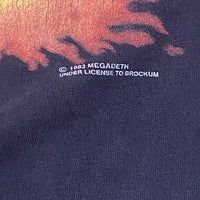 © 1993 MEGADETH
UNDER LICENSE TO BROCKUM